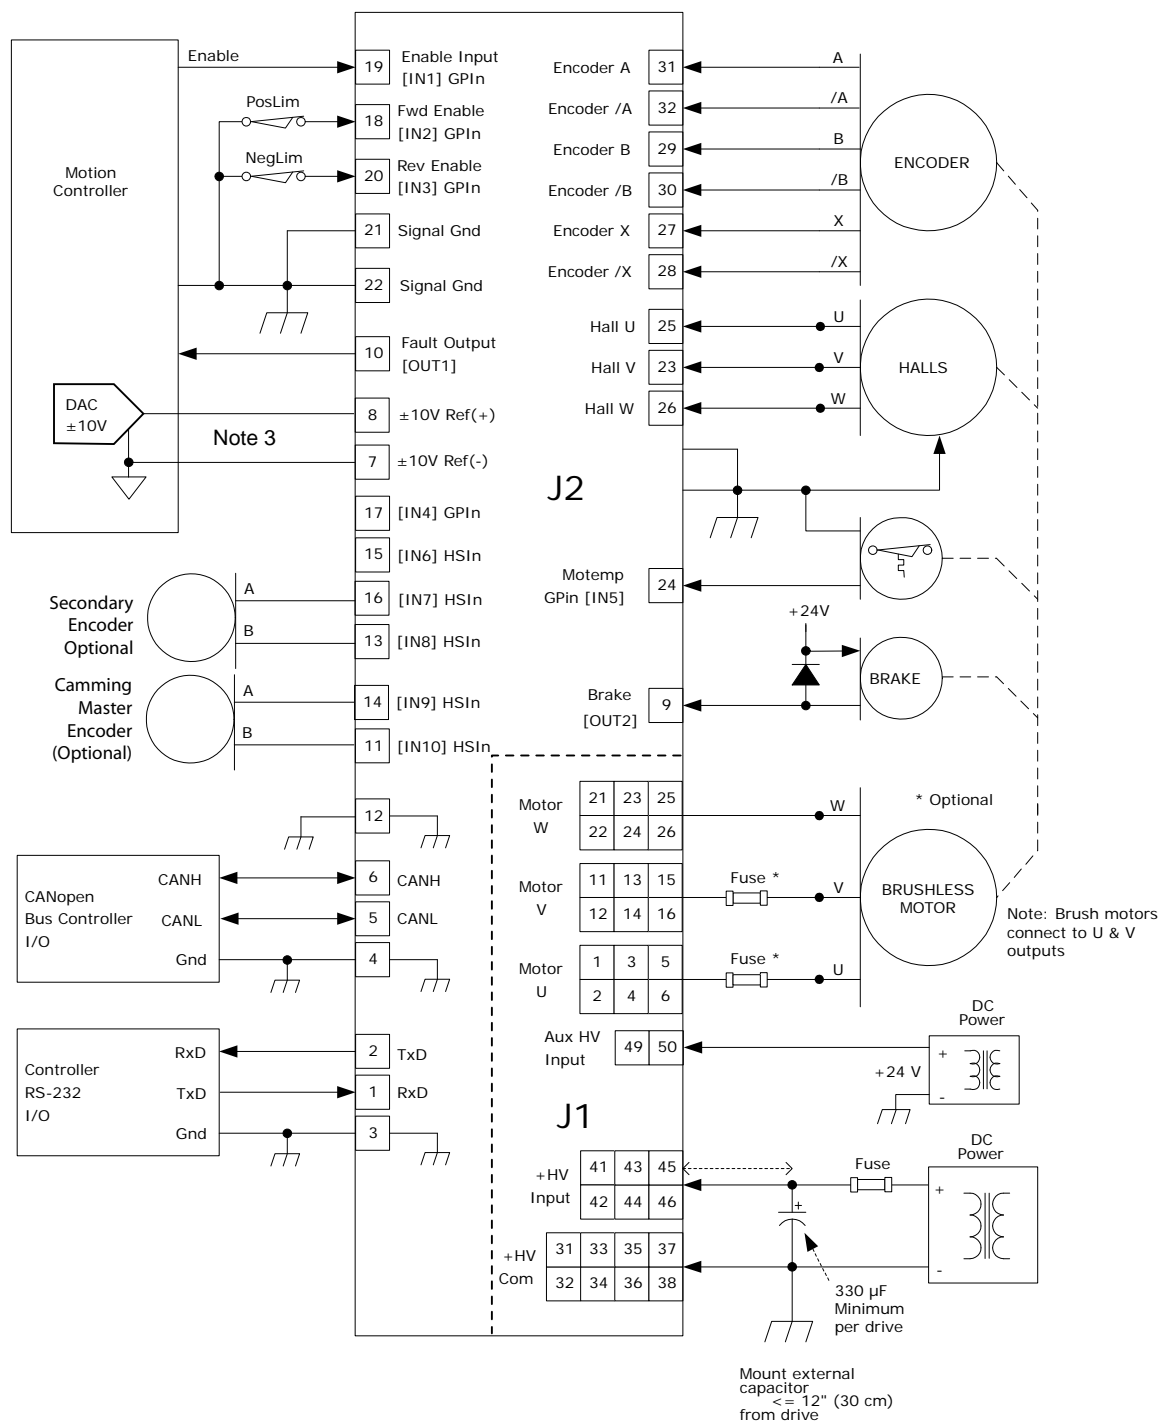 Motion
Controller
Enable
PosLim
NegLim
DAC
±10V
Note 3
19
Enable Input
[IN1] GPIn
18
Fwd Enable
[IN2] GPIn
20
Rev Enable
[IN3] GPIn
21
Signal Gnd
22
Signal Gnd
10
Fault Output
[OUT1]
8
±10V Ref(+)
7
±10V Ref(-)
17
[IN4] GPIn
15
[IN6] HSIn
16
[IN7] HSIn
13
[IN8] HSIn
14
[IN9] HSIn
11
[IN10] HSIn
Secondary
Encoder
Optional
A
B
Camming
Master
Encoder
(Optional)
A
B
12
CANopen
Bus Controller
I/O
CANH
CANL
Gnd
6
CANH
5
CANL
4
Controller
RS-232
I/O
RxD
TxD
Gnd
2
TxD
1
RxD
3
J2
Encoder A
31
A
Encoder /A
32
/A
Encoder B
29
B
Encoder /B
30
/B
Encoder X
27
X
Encoder /X
28
/X
ENCODER
Hall U
25
U
Hall V
23
V
Hall W
26
W
HALLS
Motemp
GPin [IN5]
24
+24V
Brake
[OUT2]
9
BRAKE
Motor
W
21 23 25
22 24 26
W
* Optional
Motor
V
11 13 15
12 14 16
Fuse *
V
BRUSHLESS
MOTOR
Note: Brush motors
connect to U & V
outputs
Motor
U
1 3 5
2 4 6
Fuse *
U
Aux HV
Input
49 50
DC
Power
+
+24 V
-
J1
+HV
Input
41 43 45
42 44 46
Fuse
DC
Power
+
-
+
+HV
Com
31 33 35 37
32 34 36 38
330 µF
Minimum
per drive
Mount external
capacitor
<= 12" (30 cm)
from drive